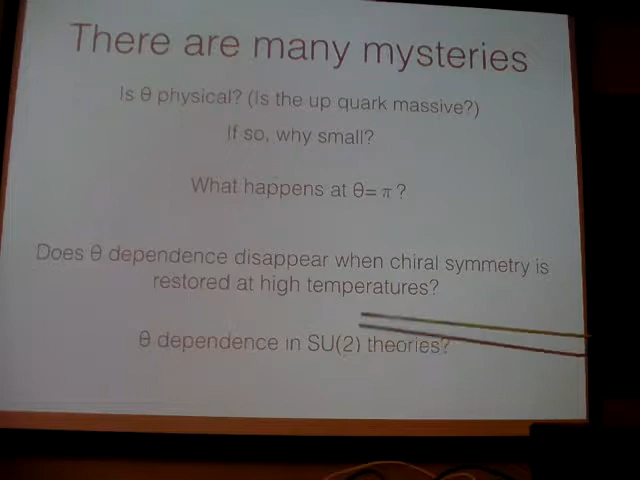 There are many mysteries
Is θ physical? (Is the up quark massive?)
If so, why small?
What happens at θ= π ?
Does θ dependence disappear when chiral symmetry is
restored at high temperatures?
θ dependence in SU(2) theories?